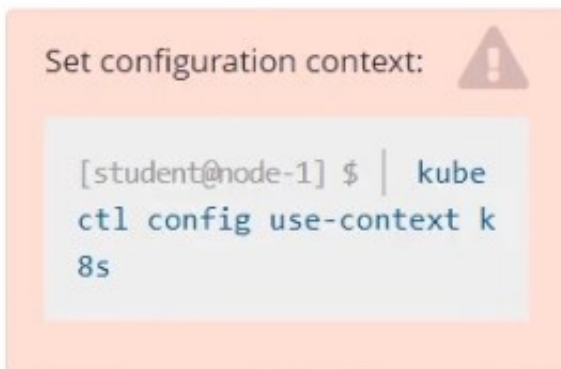 Set configuration context:
[student@node-1] $ | kube
ctl config use-context k
8s